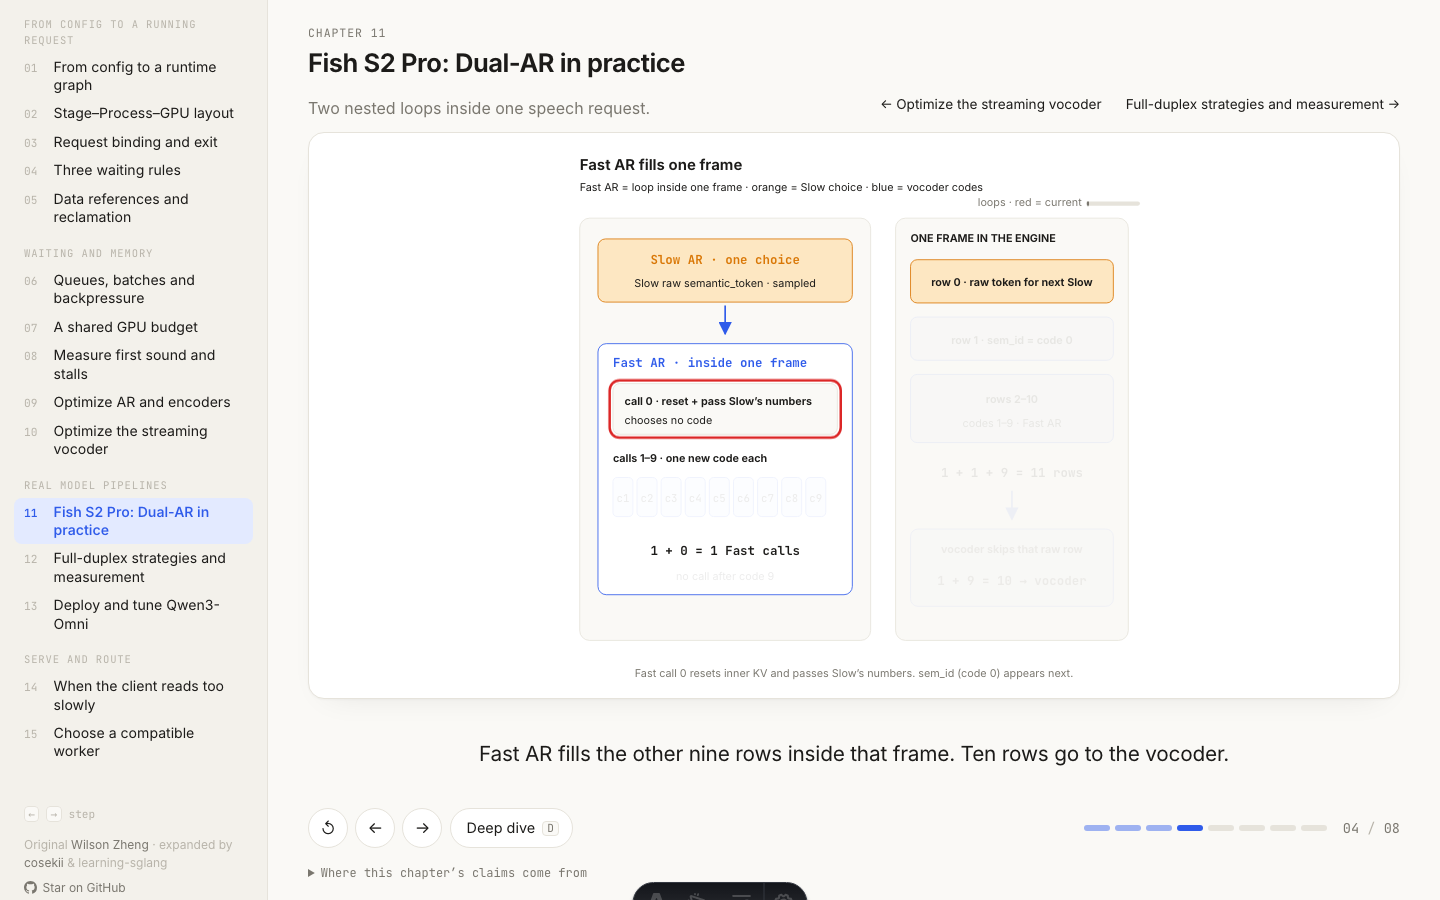 FROM CONFIG TO A RUNNING
REQUEST
01 From config to a runtime
graph
02 Stage–Process–GPU layout
03 Request binding and exit
04 Three waiting rules
05 Data references and
reclamation
WAITING AND MEMORY
06 Queues, batches and
backpressure
07 A shared GPU budget
08 Measure first sound and
stalls
09 Optimize AR and encoders
10 Optimize the streaming
vocoder
REAL MODEL PIPELINES
11 Fish S2 Pro: Dual-AR in
practice
12 Full-duplex strategies and
measurement
13 Deploy and tune Qwen3-
Omni
SERVE AND ROUTE
14 When the client reads too
slowly
15 Choose a compatible
worker
← → step
Original Wilson Zheng · expanded by
cosekii & learning-sglang
Star on GitHub
CHAPTER 11
Fish S2 Pro: Dual-AR in practice
Two nested loops inside one speech request.
← Optimize the streaming vocoder
Full-duplex strategies and measurement →
Fast AR fills one frame
Fast AR = loop inside one frame · orange = Slow choice · blue = vocoder codes
loops · red = current
Slow AR · one choice
Slow raw semantic_token · sampled
Fast AR · inside one frame
call 0 · reset + pass Slow’s numbers
chooses no code
calls 1–9 · one new code each
c1 c2 c3 c4 c5 c6 c7 c8 c9
1 + 0 = 1 Fast calls
no call after code 9
ONE FRAME IN THE ENGINE
row 0 · raw token for next Slow
row 1 · sem_id = code 0
rows 2–10
codes 1–9 · Fast AR
1 + 1 + 9 = 11 rows
vocoder skips that raw row
1 + 9 = 10 → vocoder
Fast call 0 resets inner KV and passes Slow’s numbers. sem_id (code 0) appears next.
Fast AR fills the other nine rows inside that frame. Ten rows go to the vocoder.
Deep dive D
04 / 08
▶ Where this chapter’s claims come from